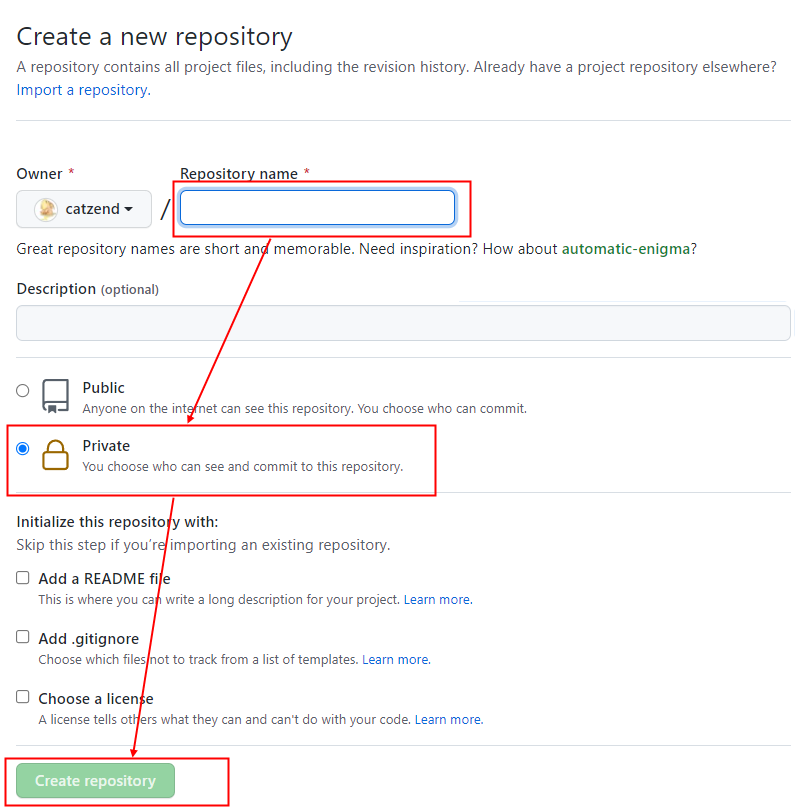 Create a new repository
A repository contains all project files, including the revision history. Already have a project repository elsewhere?
Import a repository.
Owner * Repository name *
catzend /
Great repository names are short and memorable. Need inspiration? How about automatic-enigma?
Description (optional)
Public
Anyone on the internet can see this repository. You choose who can commit.
Private
You choose who can see and commit to this repository.
Initialize this repository with:
Skip this step if you’re importing an existing repository.
Add a README file
This is where you can write a long description for your project. Learn more.
Add .gitignore
Choose which files not to track from a list of templates. Learn more.
Choose a license
A license tells others what they can and can't do with your code. Learn more.
Create repository